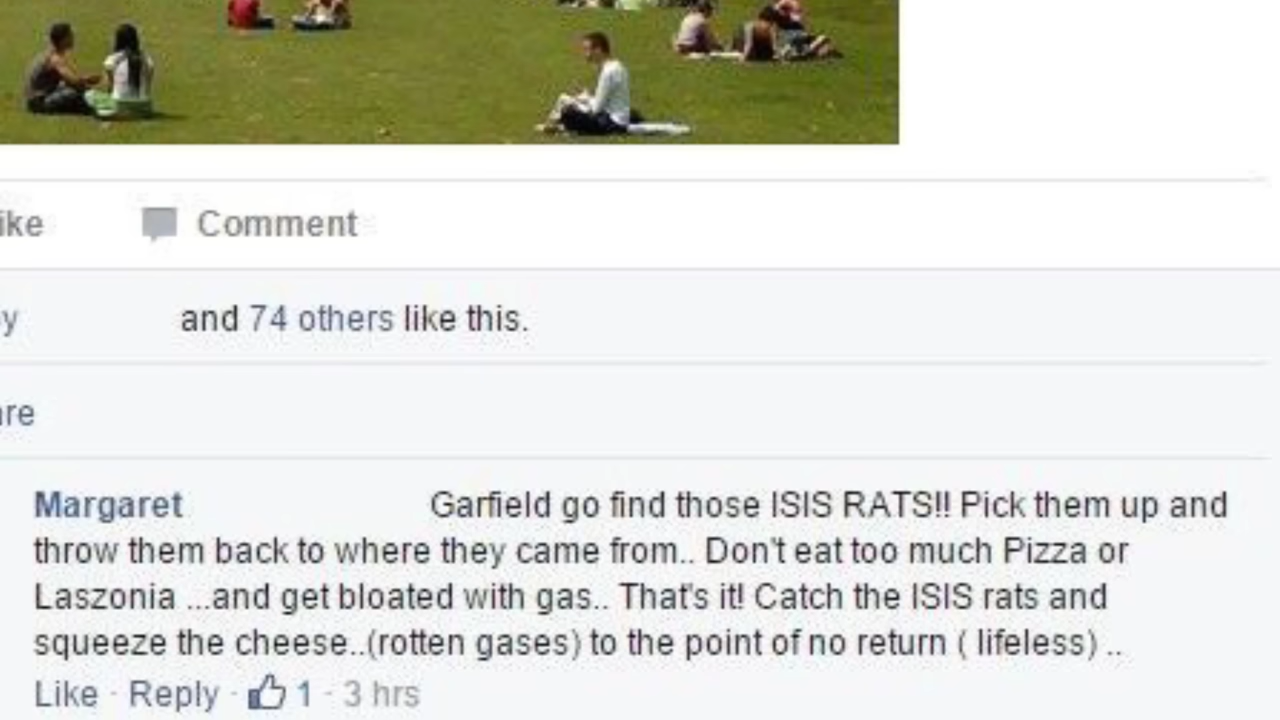 ike Comment
y and 74 others like this.
are
Margaret Garfield go find those ISIS RATS!! Pick them up and
throw them back to where they came from.. Don't eat too much Pizza or
Laszonia ...and get bloated with gas.. That's it! Catch the ISIS rats and
squeeze the cheese..(rotten gases) to the point of no return ( lifeless) ..
Like · Reply · 1 · 3 hrs